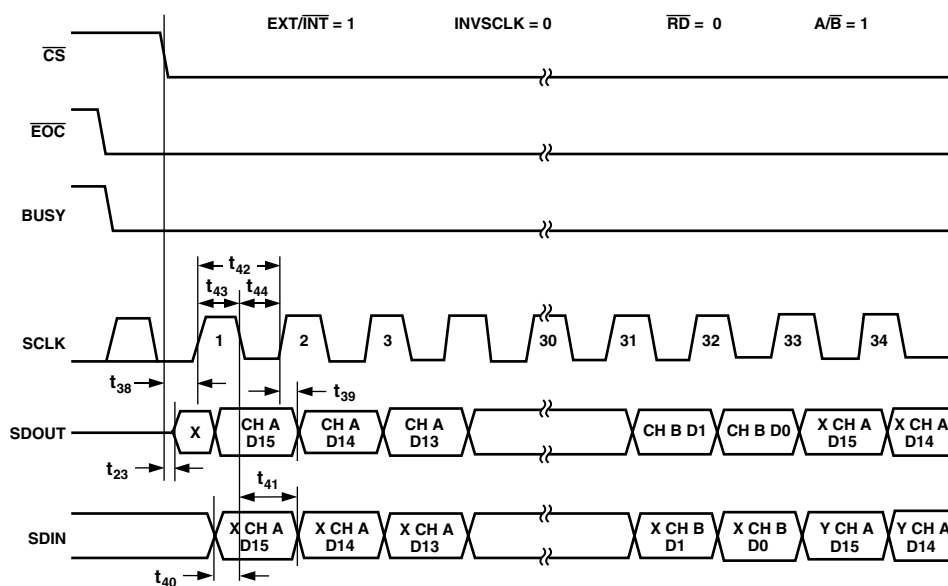 EXT/INT = 1 INVSCLK = 0 RD = 0 A/B = 1
CS
EOC
BUSY
t42
t43 t44
SCLK 1 2 3 30 31 32 33 34
t38
t39
SDOUT X CH A D15 CH A D14 CH A D13 CH B D1 CH B D0 X CH A D15 X CH A D14
t23
t41
SDIN X CH A D15 X CH A D14 X CH A D13 X CH B D1 X CH B D0 Y CH A D15 Y CH A D14
t40